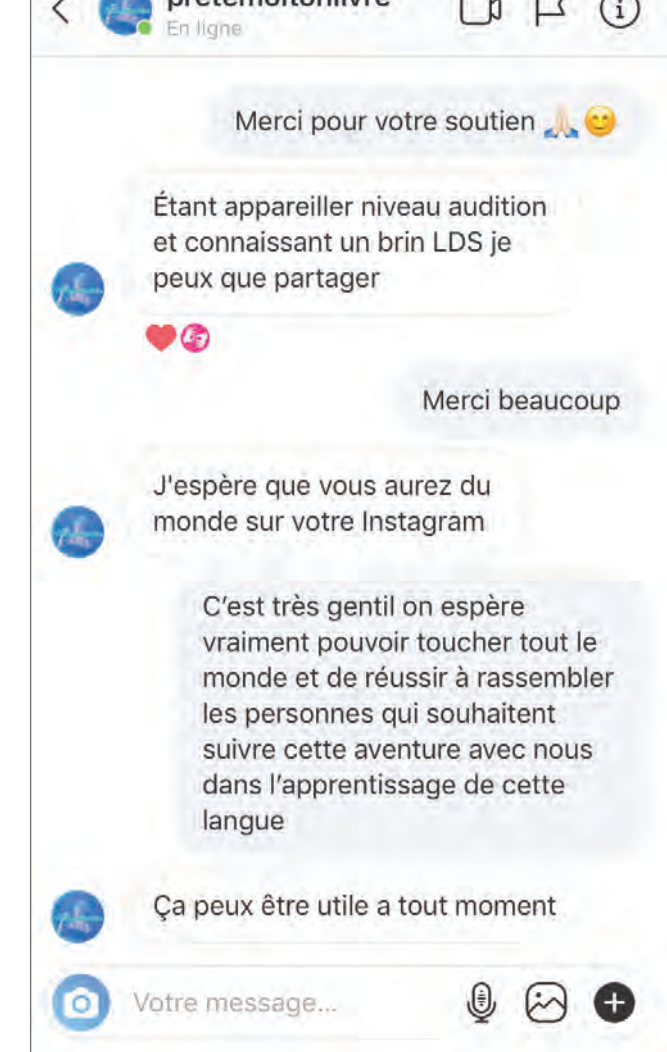 pretemoitonlivre
En ligne
Merci pour votre soutien 🙏🏻😊
Étant appareiller niveau audition
et connaissant un brin LDS je
peux que partager
Merci beaucoup
J'espère que vous aurez du
monde sur votre Instagram
C'est très gentil on espère
vraiment pouvoir toucher tout le
monde et de réussir à rassembler
les personnes qui souhaitent
suivre cette aventure avec nous
dans l'apprentissage de cette
langue
Ça peux être utile a tout moment
Votre message...